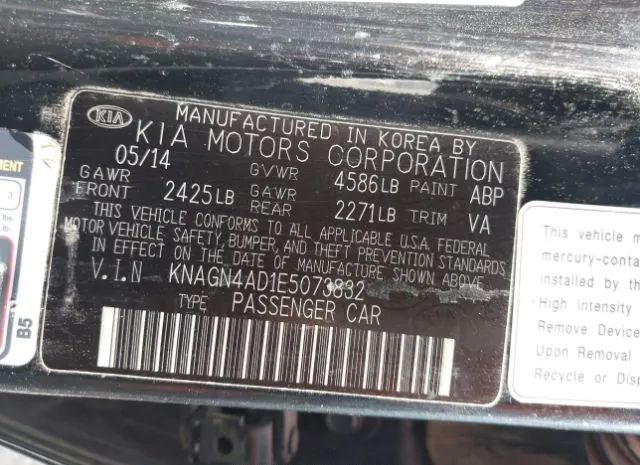 KIA
MANUFACTURED IN KOREA BY
KIA MOTORS CORPORATION
05/14 GVWR 4586LB PAINT ABP
GAWR FRONT 2425LB GAWR REAR 2271LB TRIM VA
THIS VEHICLE CONFORMS TO ALL APPLICABLE U.S.A. FEDERAL
MOTOR VEHICLE SAFETY, BUMPER, AND THEFT PREVENTION STANDARDS
IN EFFECT ON THE DATE OF MANUFACTURE SHOWN ABOVE
V.I.N KNAGN4AD1E5073832
TYPE PASSENGER CAR
B5
3
lbs.
This vehicle m
mercury-conta
installed by the
· High Intensity
Remove Device
Upon Removal
Recycle or Disp